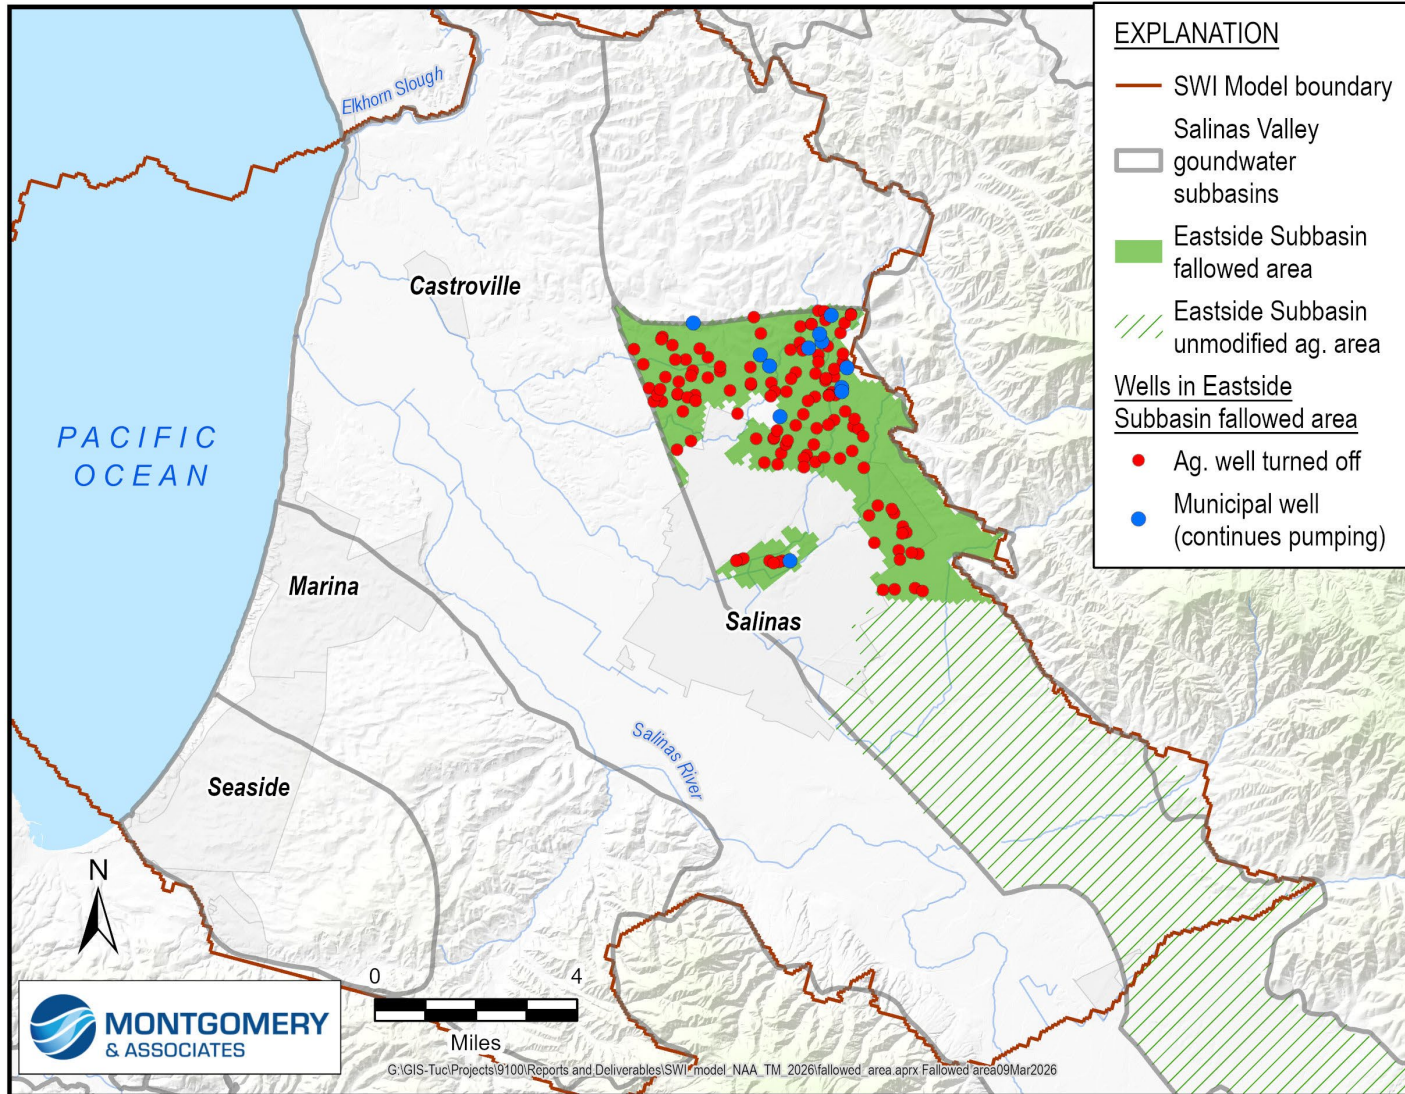 Elkhorn Slough
Castroville
PACIFIC
OCEAN
Marina
Salinas
Seaside
Salinas
River
N
0
4
Miles
MONTGOMERY
& ASSOCIATES
G:\GIS-Tuc\Projects\9100\Reports and Deliverables\SWI_model_NAA_TM_2026\fallowed_area.aprx Fallowed area09Mar2026
EXPLANATION
SWI Model boundary
Salinas Valley
goundwater
subbasins
Eastside Subbasin
fallowed area
Eastside Subbasin
unmodified ag. area
Wells in Eastside
Subbasin fallowed area
Ag. well turned off
Municipal well
(continues pumping)